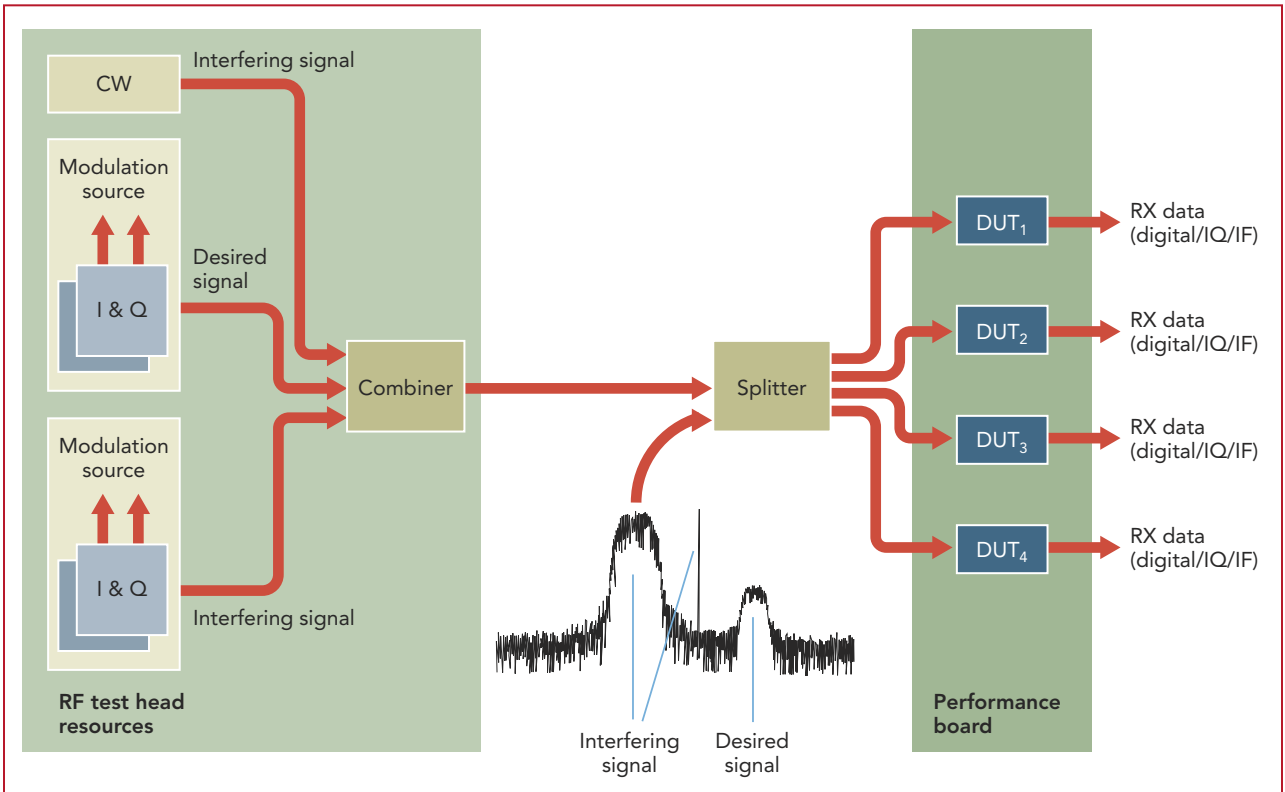 CW
Interfering signal
Modulation
source
I & Q
Desired
signal
Modulation
source
I & Q
Interfering signal
RF test head
resources
Combiner
Splitter
Interfering
signal
Desired
signal
DUT1
DUT2
DUT3
DUT4
Performance
board
RX data
(digital/IQ/IF)
RX data
(digital/IQ/IF)
RX data
(digital/IQ/IF)
RX data
(digital/IQ/IF)